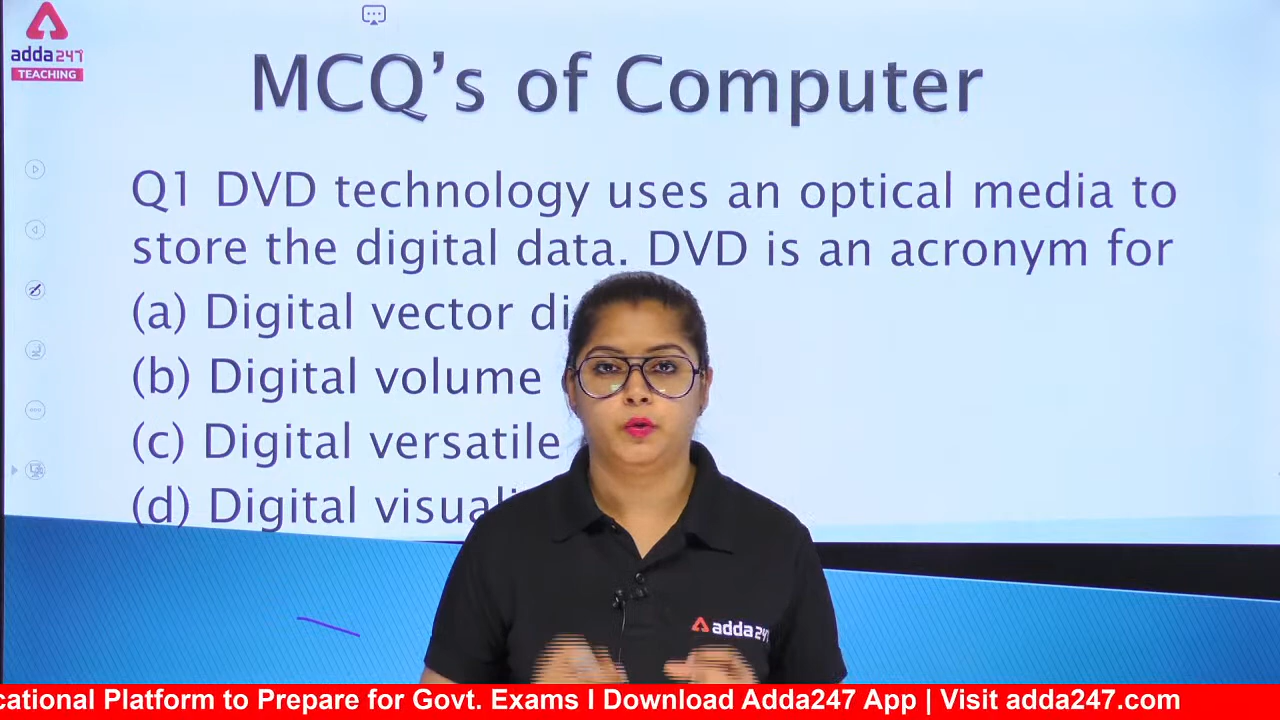 adda247
TEACHING
MCQ's of Computer
Q1 DVD technology uses an optical media to
store the digital data. DVD is an acronym for
(a) Digital vector
(b) Digital volume
(c) Digital versatile
(d) Digital
adda247
Platform to Prepare for Govt. Exams I Download Adda247 App | Visit adda247.com